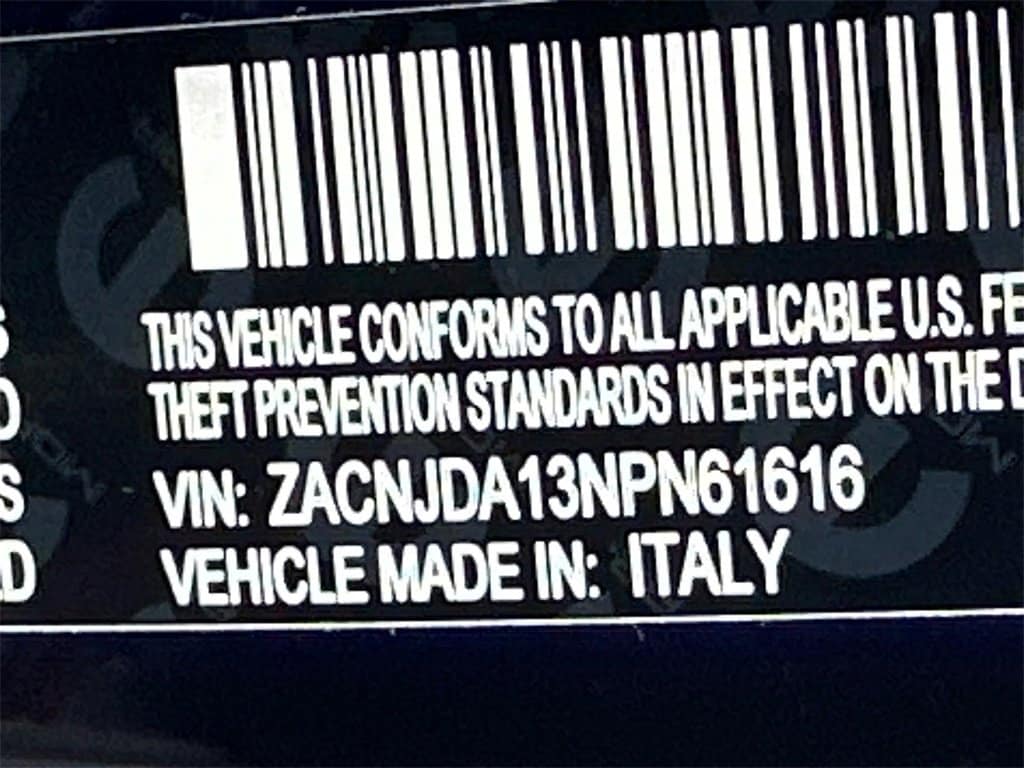 THIS VEHICLE CONFORMS TO ALL APPLICABLE U.S. FE
THEFT PREVENTION STANDARDS IN EFFECT ON THE D
VIN: ZACNJDA13NPN61616
VEHICLE MADE IN: ITALY